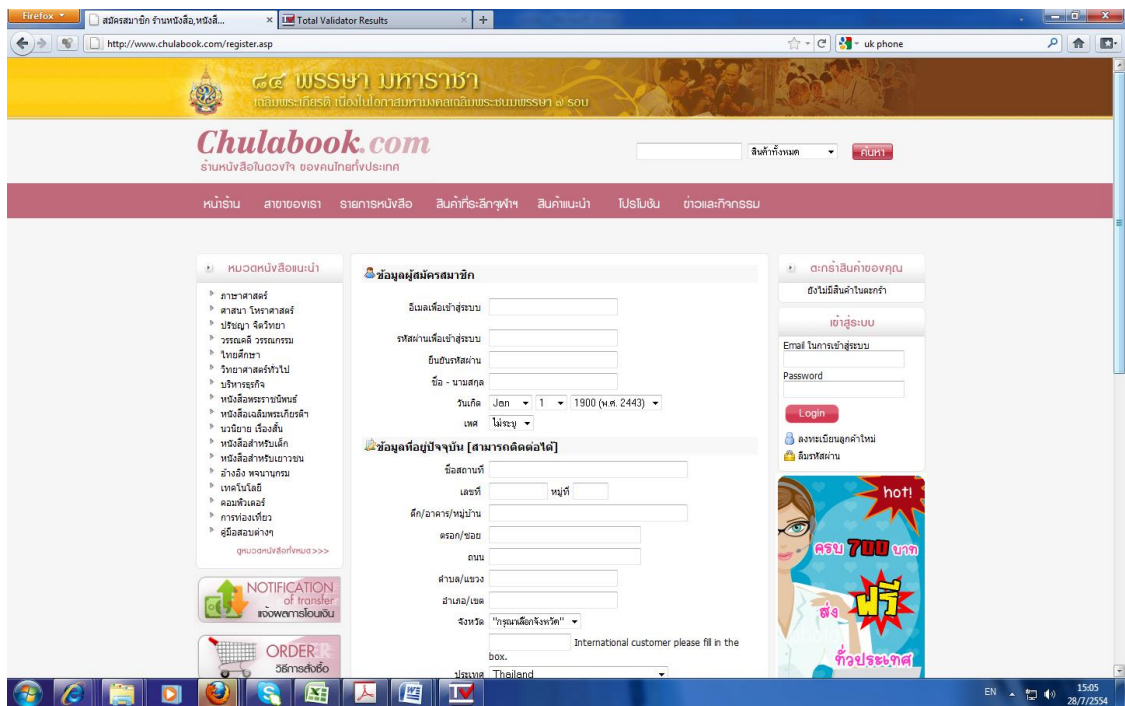 Firefox
สมัครสมาชิก ร้านหนังสือ,หนังสื...
Total Validator Results
http://www.chulabook.com/register.asp
uk phone
๘๔ พรรษา มหาราชา
เฉลิมพระเกียรติ เนื่องในโอกาสมหามงคลเฉลิมพระชนมพรรษา ๗ รอบ
Chulabook.com
ร้านหนังสือในดวงใจ ของคนไทยทั้งประเทศ
สินค้าทั้งหมด
ค้นหา
หน้าร้าน สาขาของเรา รายการหนังสือ สินค้าที่ระลึกจุฬาฯ สินค้าแนะนำ โปรโมชัน ข่าวและกิจกรรม
หมวดหนังสือแนะนำ
ภาษาศาสตร์
ศาสนา โหราศาสตร์
ปรัชญา จิตวิทยา
วรรณคดี วรรณกรรม
ไทยศึกษา
วิทยาศาสตร์ทั่วไป
บริหารธุรกิจ
หนังสือพระราชนิพนธ์
หนังสือเฉลิมพระเกียรติฯ
นวนิยาย เรื่องสั้น
หนังสือสำหรับเด็ก
หนังสือสำหรับเยาวชน
อ้างอิง พจนานุกรม
เทคโนโลยี
คอมพิวเตอร์
การท่องเที่ยว
คู่มือสอบต่างๆ
ดูหมวดหนังสือทั้งหมด >>>
NOTIFICATION
of transfer
แจ้งผลการโอนเงิน
ORDER
วิธีการสั่งซื้อ
ข้อมูลผู้สมัครสมาชิก
อีเมลเพื่อเข้าสู่ระบบ
รหัสผ่านเพื่อเข้าสู่ระบบ
ยืนยันรหัสผ่าน
ชื่อ - นามสกุล
วันเกิด Jan 1 1900 (พ.ศ. 2443)
เพศ ไม่ระบุ
ข้อมูลที่อยู่ปัจจุบัน [สามารถติดต่อได้]
ชื่อสถานที่
เลขที่ หมู่ที่
ตึก/อาคาร/หมู่บ้าน
ตรอก/ซอย
ถนน
ตำบล/แขวง
อำเภอ/เขต
จังหวัด "กรุณาเลือกจังหวัด"
International customer please fill in the
box.
ประเทศ Thailand
ตะกร้าสินค้าของคุณ
ยังไม่มีสินค้าในตะกร้า
เข้าสู่ระบบ
Email ในการเข้าสู่ระบบ
Password
Login
ลงทะเบียนลูกค้าใหม่
ลืมรหัสผ่าน
hot!
ครบ 700 บาท
ส่ง ฟรี
ทั่วประเทศ
EN
15:05
28/7/2554